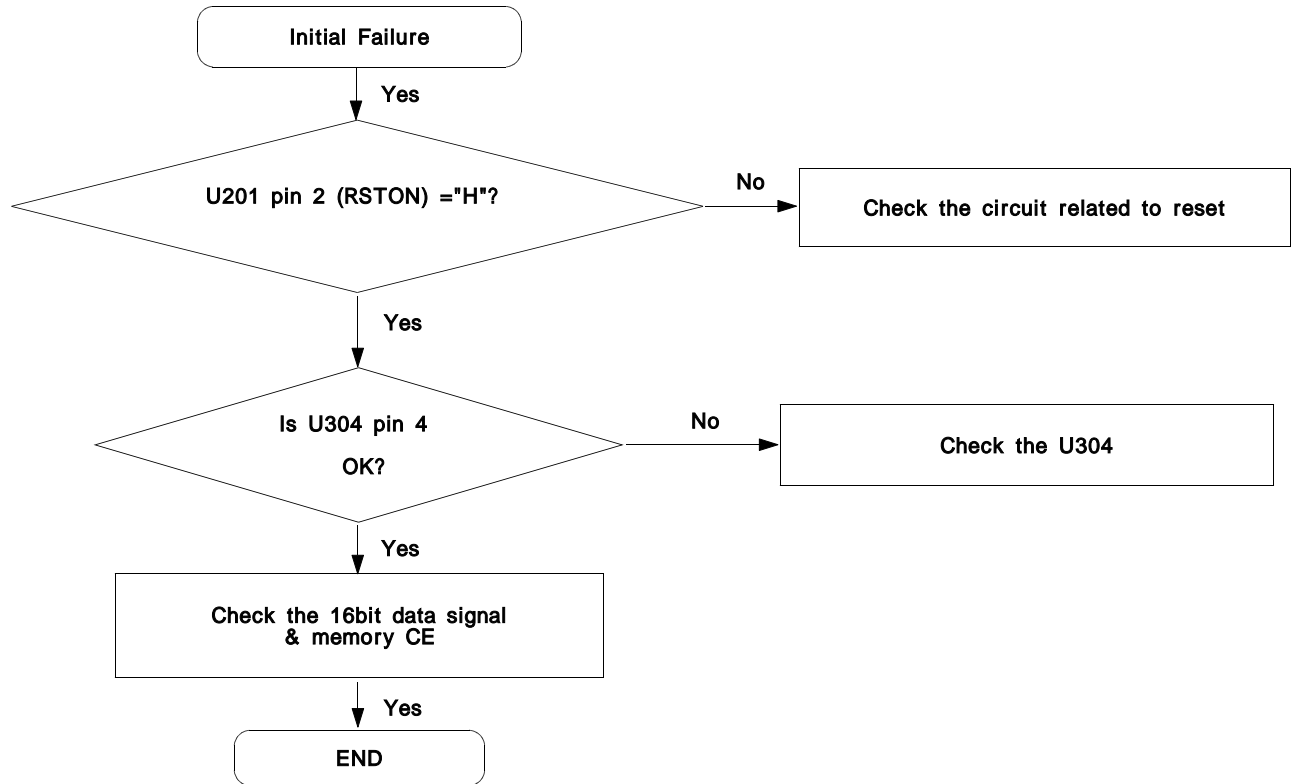 Initial Failure
Yes
U201 pin 2 (RSTON) ="H"?
No
Check the circuit related to reset
Yes
Is U304 pin 4
OK?
No
Check the U304
Yes
Check the 16bit data signal
& memory CE
Yes
END